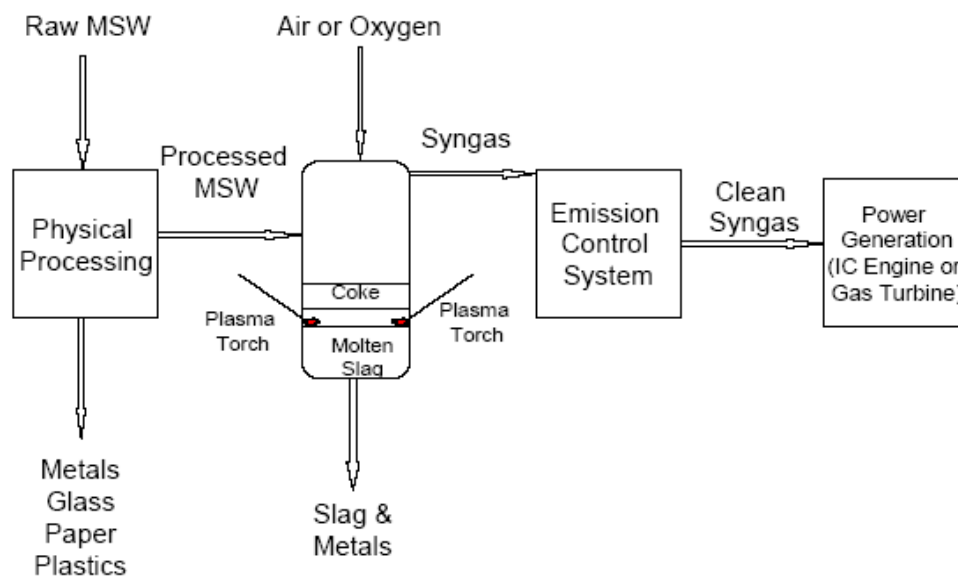 Raw MSW
Air or Oxygen
Processed
MSW
Syngas
Clean
Syngas
Physical
Processing
Emission
Control
System
Power
Generation
(IC Engine or
Gas Turbine)
Coke
Plasma
Torch
Plasma
Torch
Molten
Slag
Metals
Glass
Paper
Plastics
Slag &
Metals